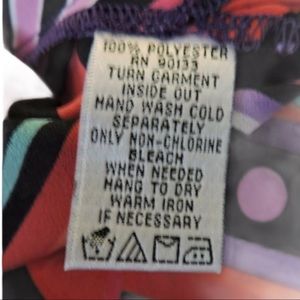 100% POLYESTER
RN 90133
TURN GARMENT
INSIDE OUT
HAND WASH COLD
SEPARATELY
ONLY NON-CHLORINE
BLEACH
WHEN NEEDED
HANG TO DRY
WARM IRON
IF NECESSARY